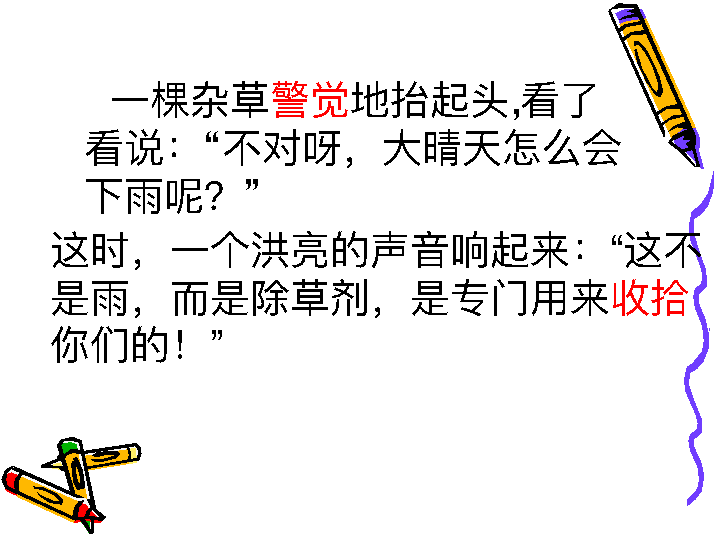 一棵杂草警觉地抬起头,看了
看说：“不对呀，大晴天怎么会
下雨呢？”
这时，一个洪亮的声音响起来：“这不
是雨，而是除草剂，是专门用来收拾
你们的！”